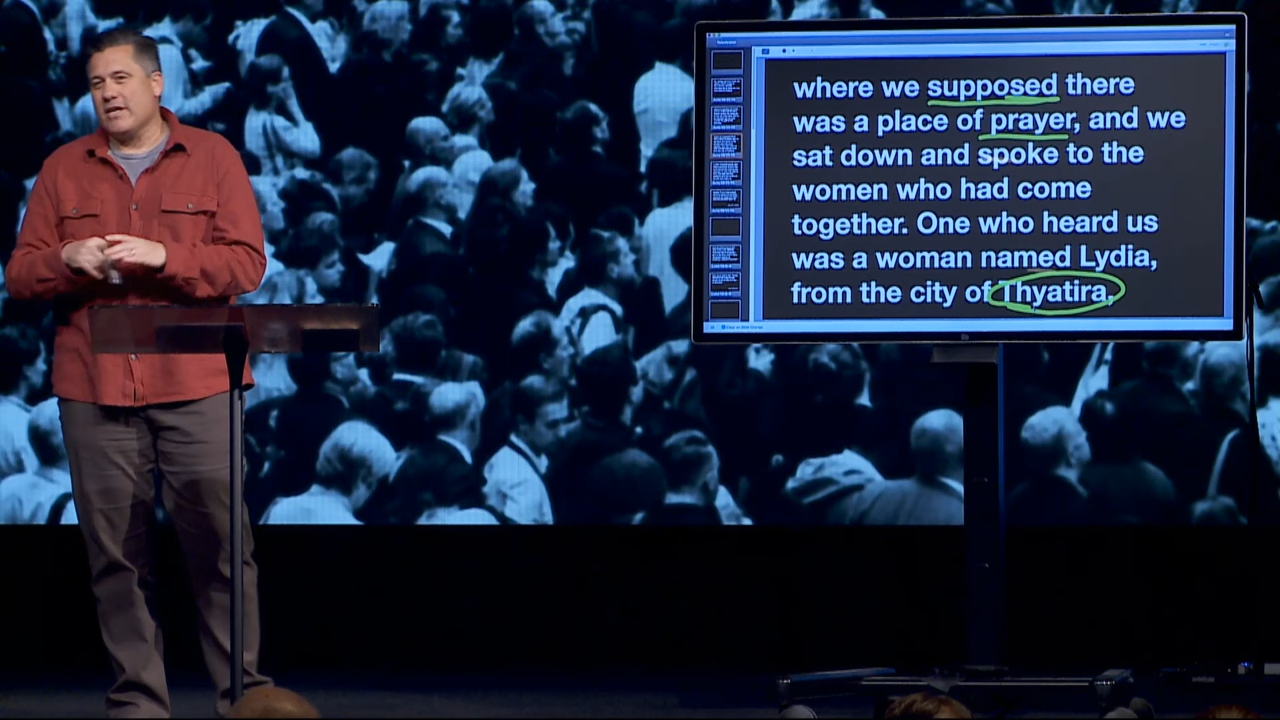 where we supposed there
was a place of prayer, and we
sat down and spoke to the
women who had come
together. One who heard us
was a woman named Lydia,
from the city of Thyatira,